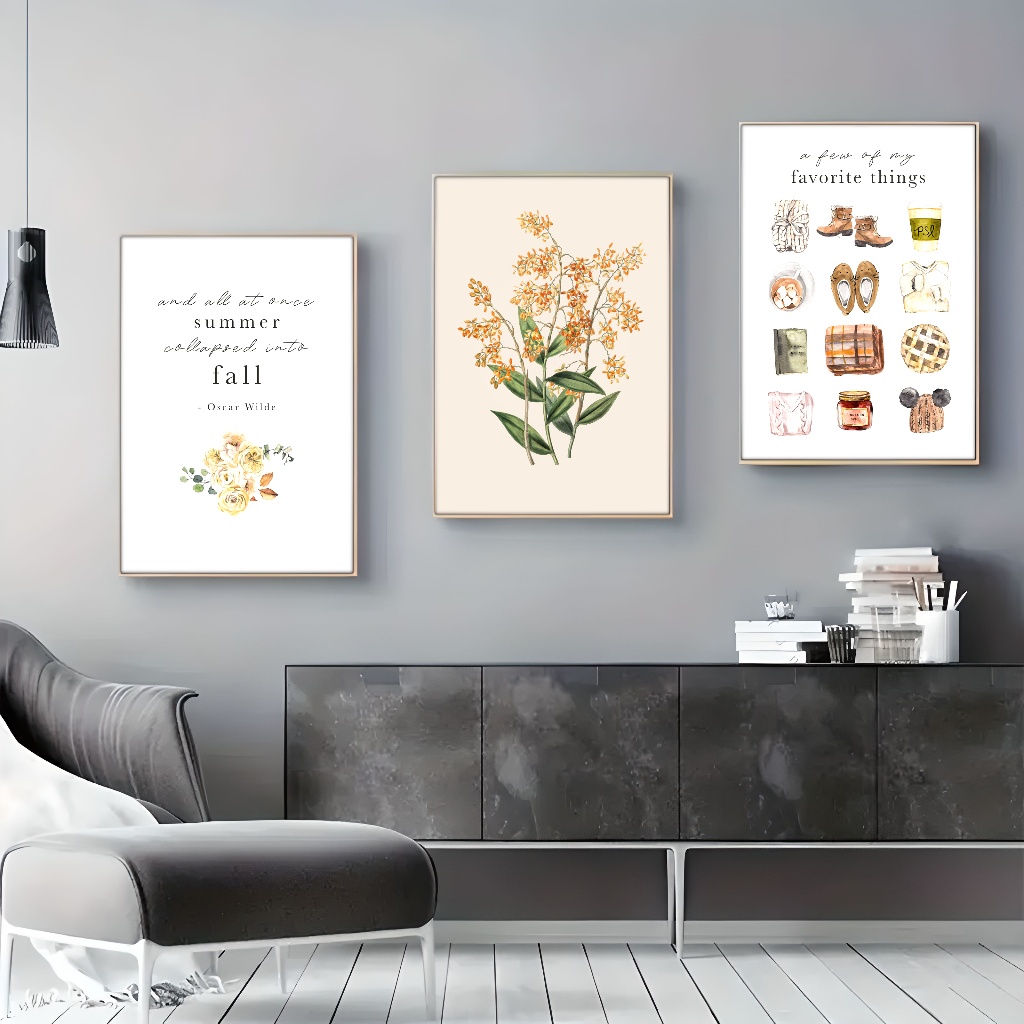 and all at once
summer
collapsed into
fall
- Oscar Wilde
a few of my
favorite things
PSL